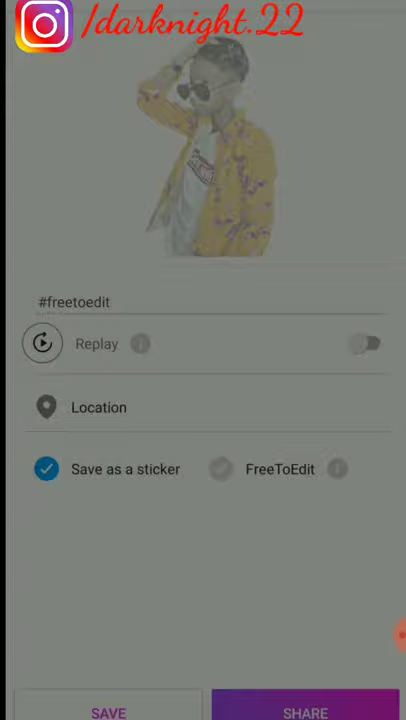 /darknight.22
#freetoedit
Replay
Location
Save as a sticker FreeToEdit
SAVE SHARE